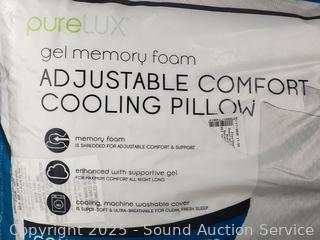 pureLUX
gel memory foam
ADJUSTABLE COMFORT
COOLING PILLOW
memory foam
IS SHREDDED FOR ADJUSTABLE COMFORT & SUPPORT
enhanced with supportive gel
FOR MAXIMUM COMFORT ALL NIGHT LONG
cooling, machine washable cover
IS SUPER-SOFT & ULTRA-BREATHABLE FOR CLEAN, FRESH SLEEP
Copyright 2025 - Sound Auction Service